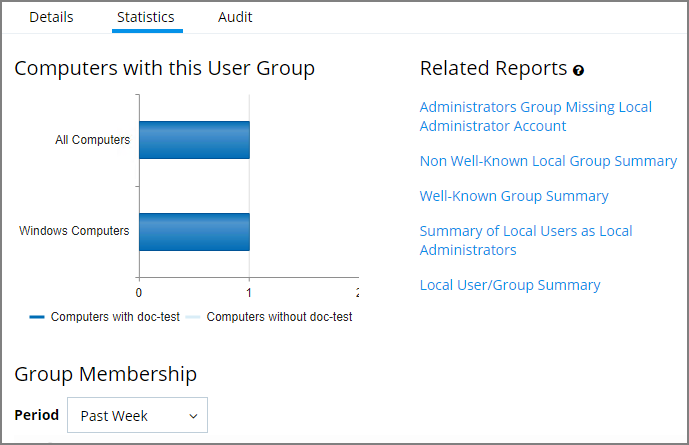 Details Statistics Audit
Computers with this User Group
All Computers
Windows Computers
0 1
Computers with doc-test Computers without doc-test
Related Reports
Administrators Group Missing Local
Administrator Account
Non Well-Known Local Group Summary
Well-Known Group Summary
Summary of Local Users as Local
Administrators
Local User/Group Summary
Group Membership
Period Past Week